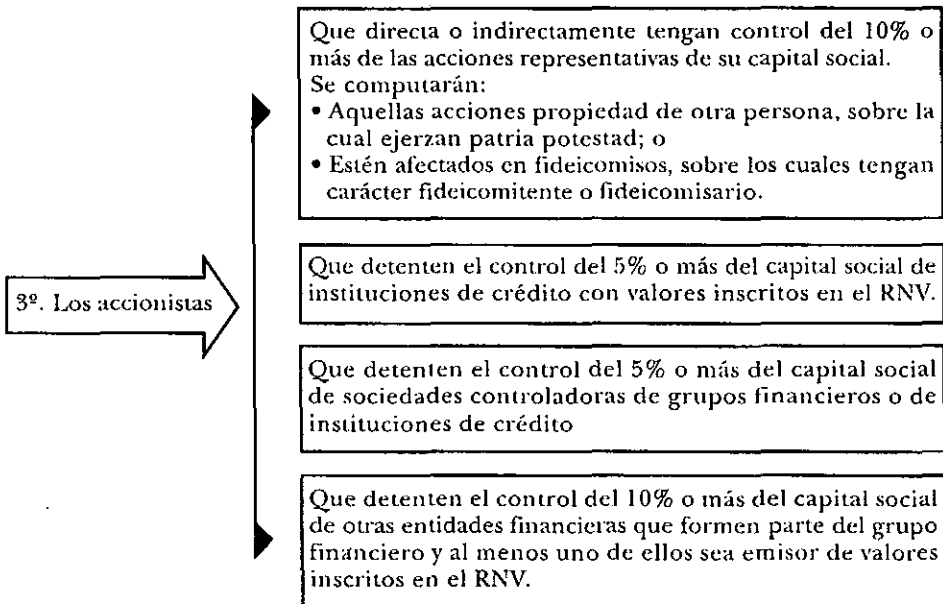 Que directa o indirectamente tengan control del 10% o
más de las acciones representativas de su capital social.
Se computarán:
• Aquellas acciones propiedad de otra persona, sobre la
cual ejerzan patria potestad; o
• Estén afectados en fideicomisos, sobre los cuales tengan
carácter fideicomitente o fideicomisario.
3º. Los accionistas
Que detenten el control del 5% o más del capital social de
instituciones de crédito con valores inscritos en el RNV.
Que detenten el control del 5% o más del capital social
de sociedades controladoras de grupos financieros o de
instituciones de crédito
Que detenten el control del 10% o más del capital social
de otras entidades financieras que formen parte del grupo
financiero y al menos uno de ellos sea emisor de valores
inscritos en el RNV.